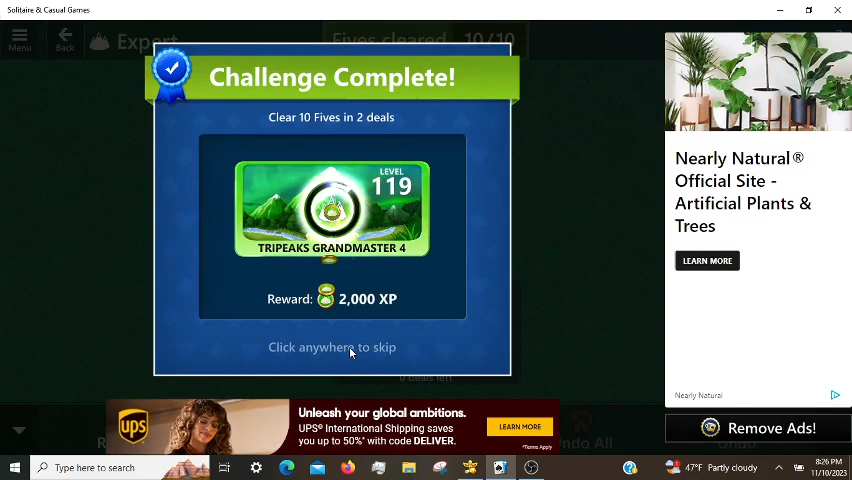 Solitaire & Casual Games
Menu
Back
Expert
Fives cleared 10/10
Challenge Complete!
Clear 10 Fives in 2 deals
LEVEL
119
TRIPEAKS GRANDMASTER 4
Reward: 2,000 XP
Click anywhere to skip
0 deals left
Undo All
Undo
Nearly Natural®
Official Site -
Artificial Plants &
Trees
LEARN MORE
Nearly Natural
Remove Ads!
ups
Unleash your global ambitions.
UPS® International Shipping saves
you up to 50%* with code DELIVER.
LEARN MORE
*Terms Apply
Type here to search
47°F Partly cloudy
8:26 PM
11/10/2023